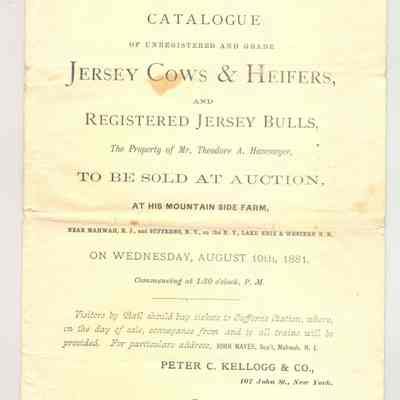 CATALOGUE
OF UNREGISTERED AND GRADE
JERSEY COWS & HEIFERS,
AND
REGISTERED JERSEY BULLS,
The Property of Mr. Theodore A. Havemeyer,
TO BE SOLD AT AUCTION,
AT HIS MOUNTAIN SIDE FARM,
NEAR MAHWAH, N. J., and SUFFERNS, N. Y., on the N. Y., LAKE ERIE & WESTERN R. R.
ON WEDNESDAY, AUGUST 10th, 1881.
Commencing at 1:30 o'clock, P. M.
Visitors by Rail should buy tickets to Sufferns Station, where,
on the day of sale, conveyance from and to all trains will be
provided. For particulars address, JOHN MAYER, Sup't, Mahwah, N. J.
PETER C. KELLOGG & CO.,
107 John St., New York.